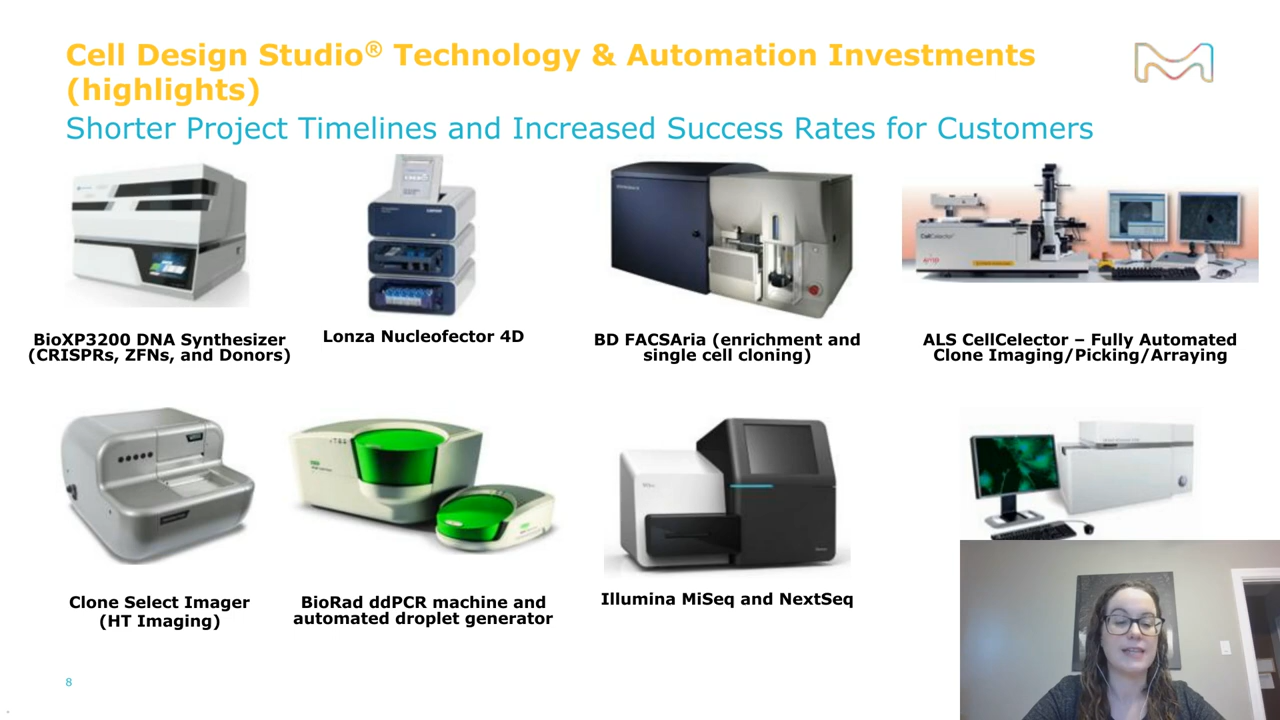 Cell Design Studio® Technology & Automation Investments
(highlights)
Shorter Project Timelines and Increased Success Rates for Customers
BioXP3200 DNA Synthesizer
(CRISPRs, ZFNs, and Donors)
Lonza Nucleofector 4D
BD FACSAria (enrichment and
single cell cloning)
CellCelector
ALS CellCelector – Fully Automated
Clone Imaging/Picking/Arraying
Clone Select Imager
(HT Imaging)
BioRad ddPCR machine and
automated droplet generator
Illumina MiSeq and NextSeq
8